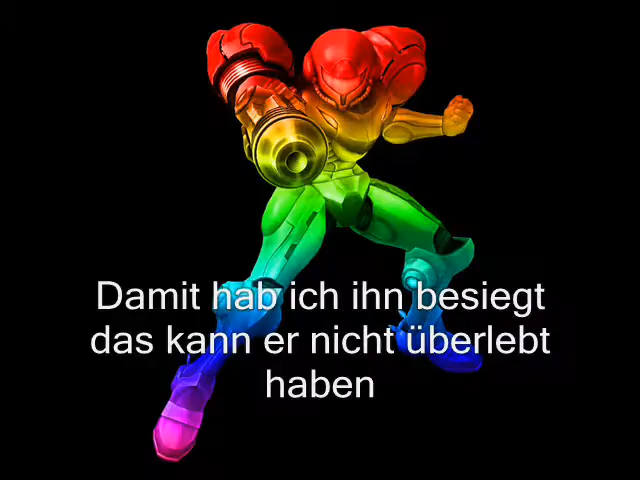 Damit hab ich ihn besiegt
das kann er nicht überlebt
haben